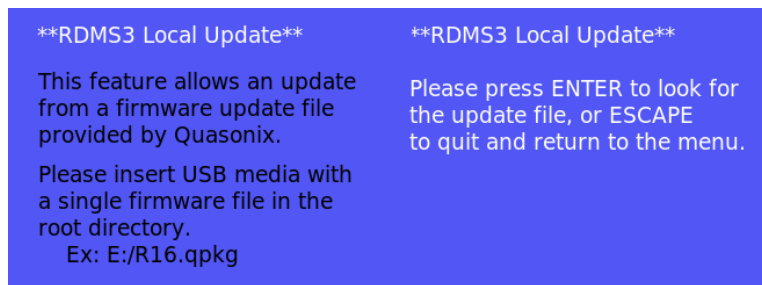 **RDMS3 Local Update**
This feature allows an update
from a firmware update file
provided by Quasonix.
Please insert USB media with
a single firmware file in the
root directory.
Ex: E:/R16.qpkg
**RDMS3 Local Update**
Please press ENTER to look for
the update file, or ESCAPE
to quit and return to the menu.